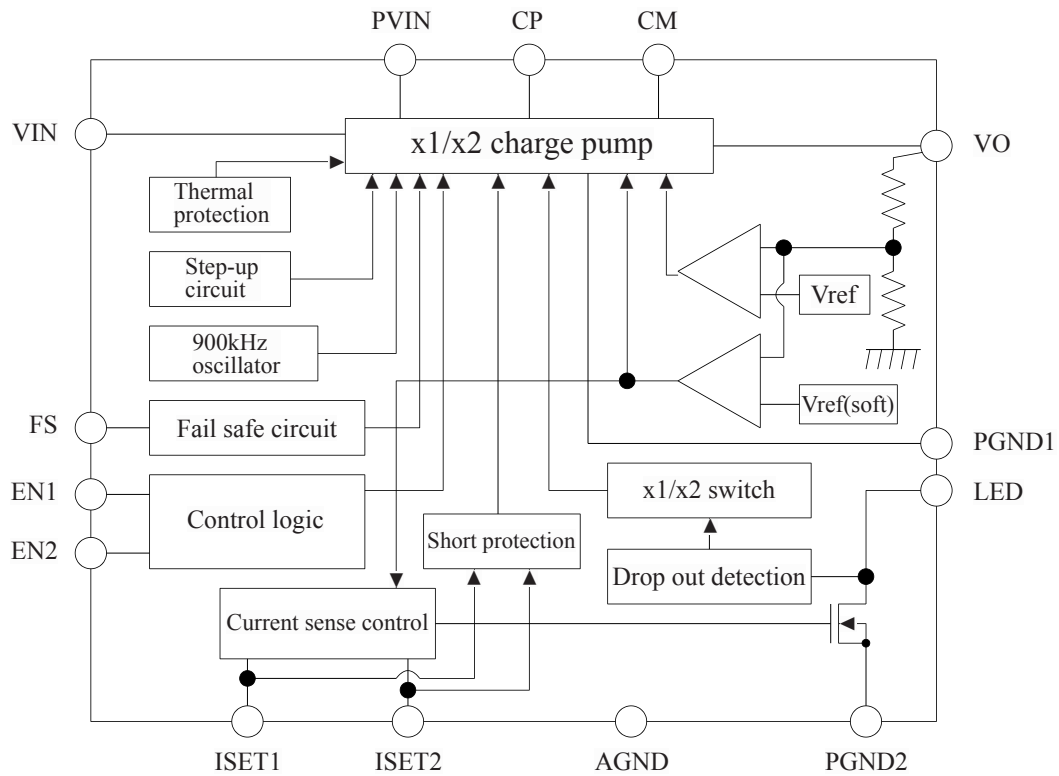 PVIN
CP
CM
VIN
x1/x2 charge pump
VO
Thermal
protection
Step-up
circuit
Vref
900kHz
oscillator
Vref(soft)
FS
Fail safe circuit
PGND1
EN1
x1/x2 switch
LED
Control logic
EN2
Short protection
Drop out detection
Current sense control
ISET1
ISET2
AGND
PGND2